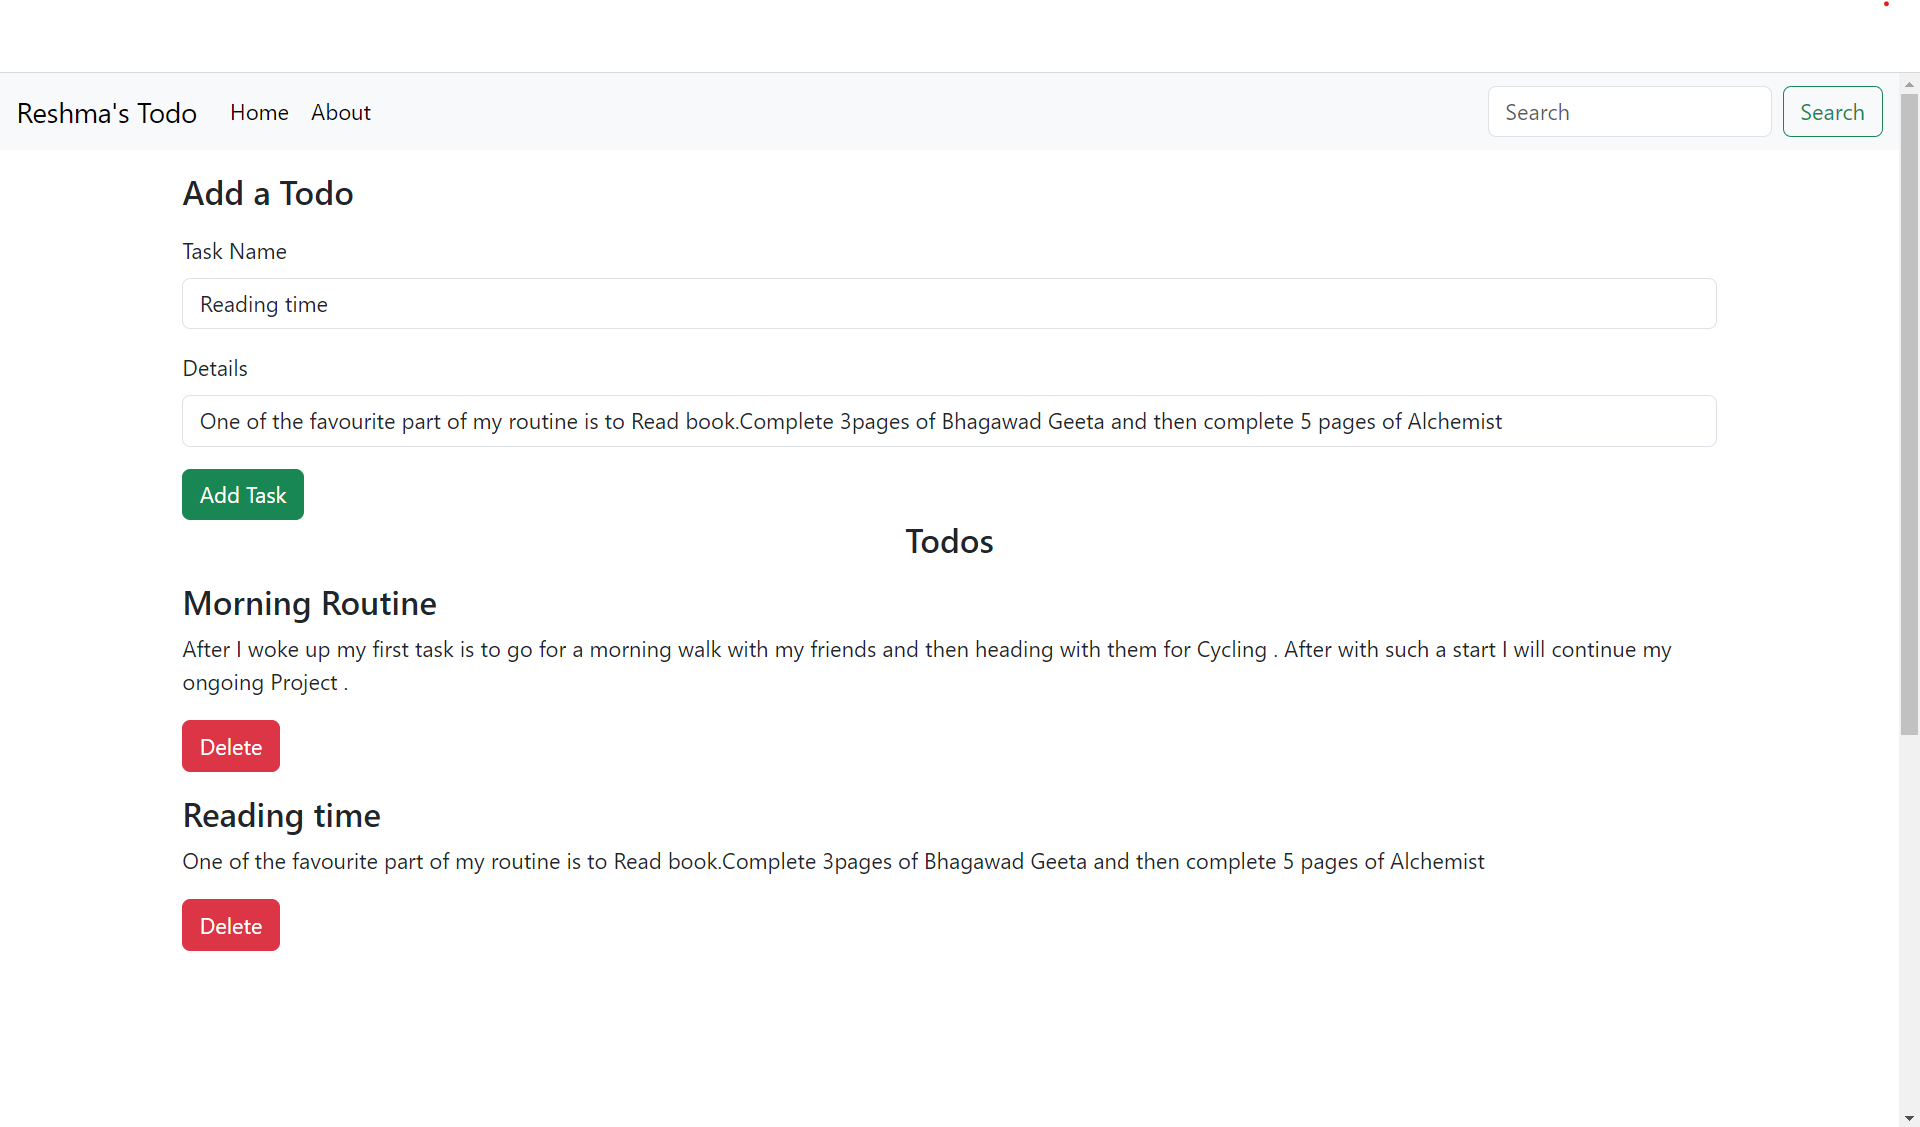 Reshma's Todo Home About Search Search
Add a Todo
Task Name
Reading time
Details
One of the favourite part of my routine is to Read book.Complete 3pages of Bhagawad Geeta and then complete 5 pages of Alchemist
Add Task
Todos
Morning Routine
After I woke up my first task is to go for a morning walk with my friends and then heading with them for Cycling . After with such a start I will continue my
ongoing Project .
Delete
Reading time
One of the favourite part of my routine is to Read book.Complete 3pages of Bhagawad Geeta and then complete 5 pages of Alchemist
Delete